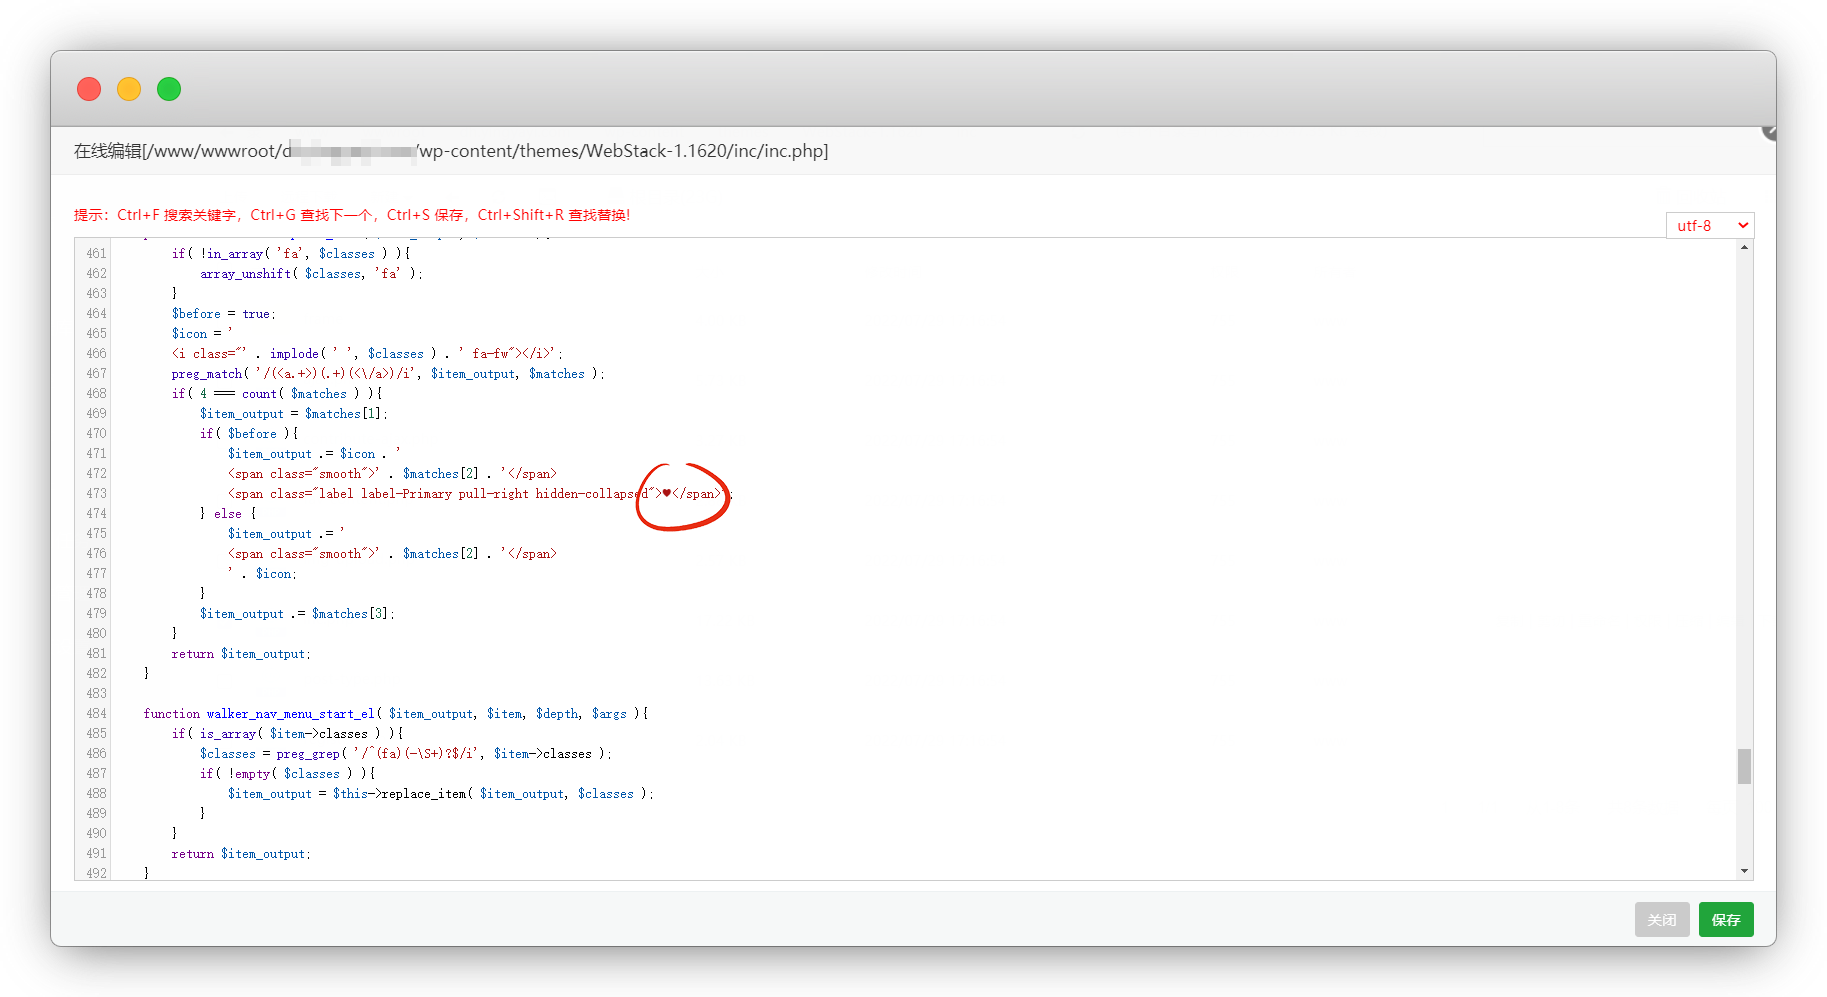 在线编辑[/www/wwwroot/d /wp-content/themes/WebStack-1.1620/inc/inc.php]
提示：Ctrl+F 搜索关键字，Ctrl+G 查找下一个，Ctrl+S 保存，Ctrl+Shift+R 查找替换!
utf-8
461 if( !in_array( 'fa', $classes ) ){
462 array_unshift( $classes, 'fa' );
463 }
464 $before = true;
465 $icon = '
466 <i class="' . implode( ' ', $classes ) . ' fa-fw"></i>';
467 preg_match( '/(<a.+>)(.+)(<\/a>)/i', $item_output, $matches );
468 if( 4 === count( $matches ) ){
469 $item_output = $matches[1];
470 if( $before ){
471 $item_output .= $icon . '
472 <span class="smooth">' . $matches[2] . '</span>
473 <span class="label label-Primary pull-right hidden-collapsed">♥</span>';
474 } else {
475 $item_output .= '
476 <span class="smooth">' . $matches[2] . '</span>
477 ' . $icon;
478 }
479 $item_output .= $matches[3];
480 }
481 return $item_output;
482 }
483
484 function walker_nav_menu_start_el( $item_output, $item, $depth, $args ){
485 if( is_array( $item->classes ) ){
486 $classes = preg_grep( '/^(fa)(-\S+)?$/i', $item->classes );
487 if( !empty( $classes ) ){
488 $item_output = $this->replace_item( $item_output, $classes );
489 }
490 }
491 return $item_output;
492 }
关闭
保存